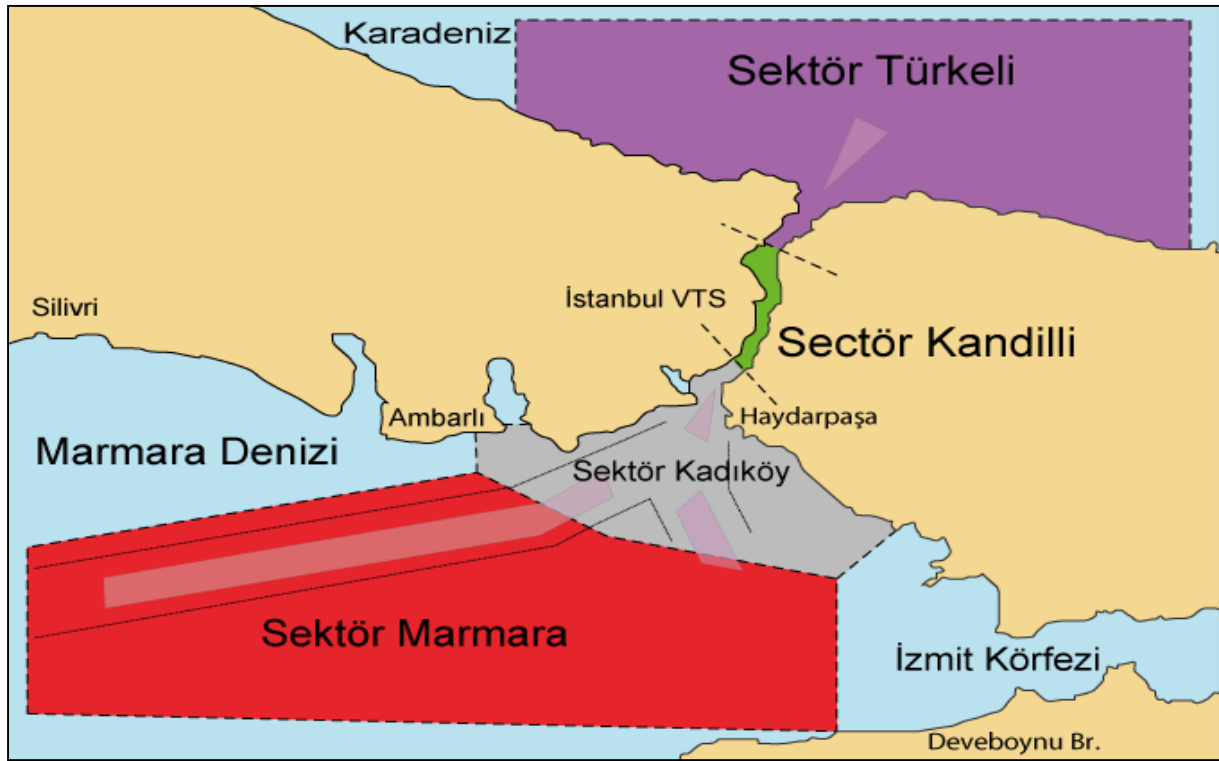 Karadeniz
Sektör Türkeli
Silivri
İstanbul VTS
Sectör Kandilli
Ambarlı
Haydarpaşa
Marmara Denizi
Sektör Kadıköy
Sektör Marmara
İzmit Körfezi
Deveboynu Br.